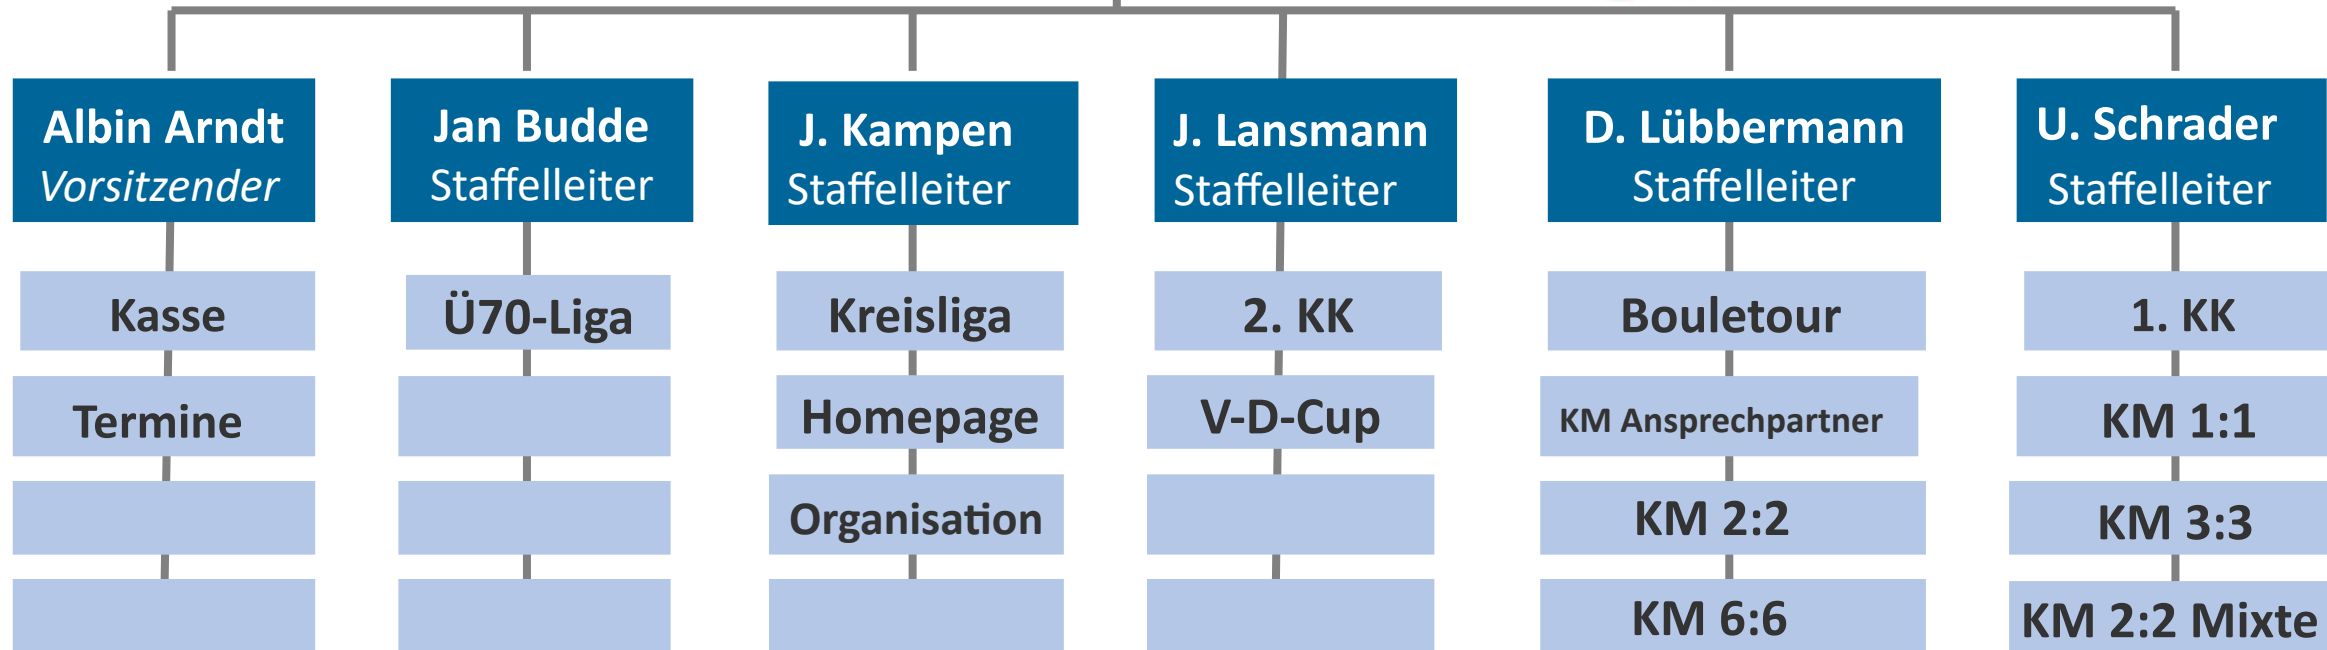 Albin Arndt
Vorsitzender
Jan Budde
Staffelleiter
J. Kampen
Staffelleiter
J. Lansmann
Staffelleiter
D. Lübbermann
Staffelleiter
U. Schrader
Staffelleiter
Kasse
Ü70-Liga
Kreisliga
2. KK
Bouletour
1. KK
Termine
Homepage
V-D-Cup
KM Ansprechpartner
KM 1:1
Organisation
KM 2:2
KM 3:3
KM 6:6
KM 2:2 Mixte